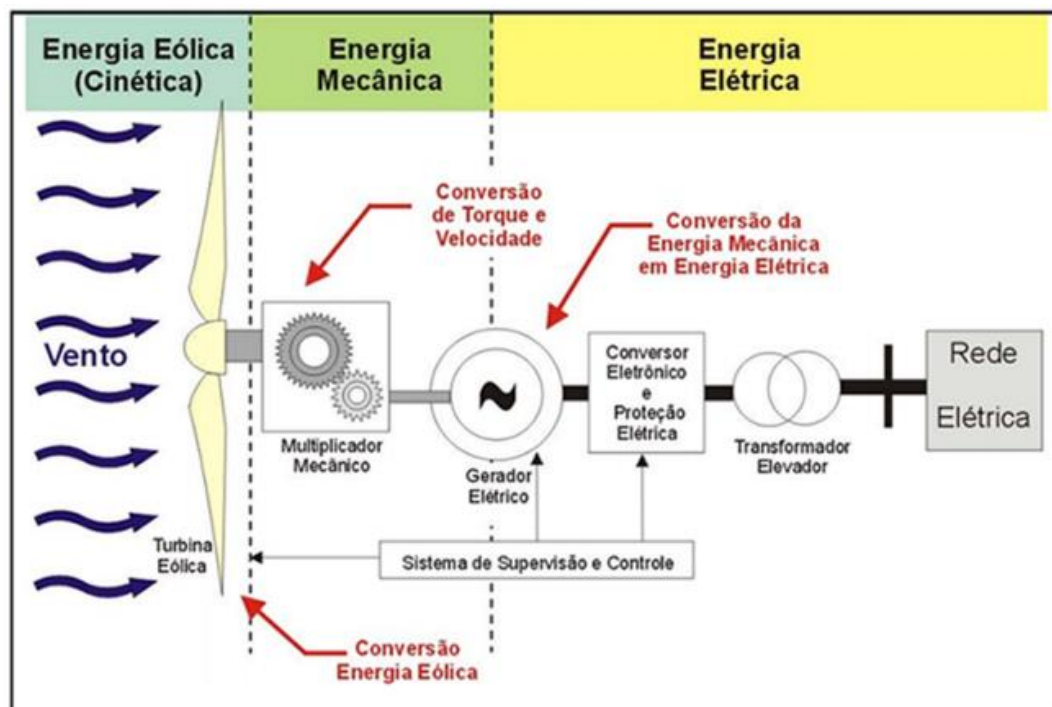 Energia Eólica
(Cinética)
Energia
Mecânica
Energia
Elétrica
Conversão
de Torque e
Velocidade
Conversão da
Energia Mecânica
em Energia Elétrica
Vento
Multiplicador
Mecânico
Gerador
Elétrico
Conversor
Eletrônico
e
Proteção
Elétrica
Transformador
Elevador
Rede
Elétrica
Turbina
Eólica
Sistema de Supervisão e Controle
Conversão
Energia Eólica